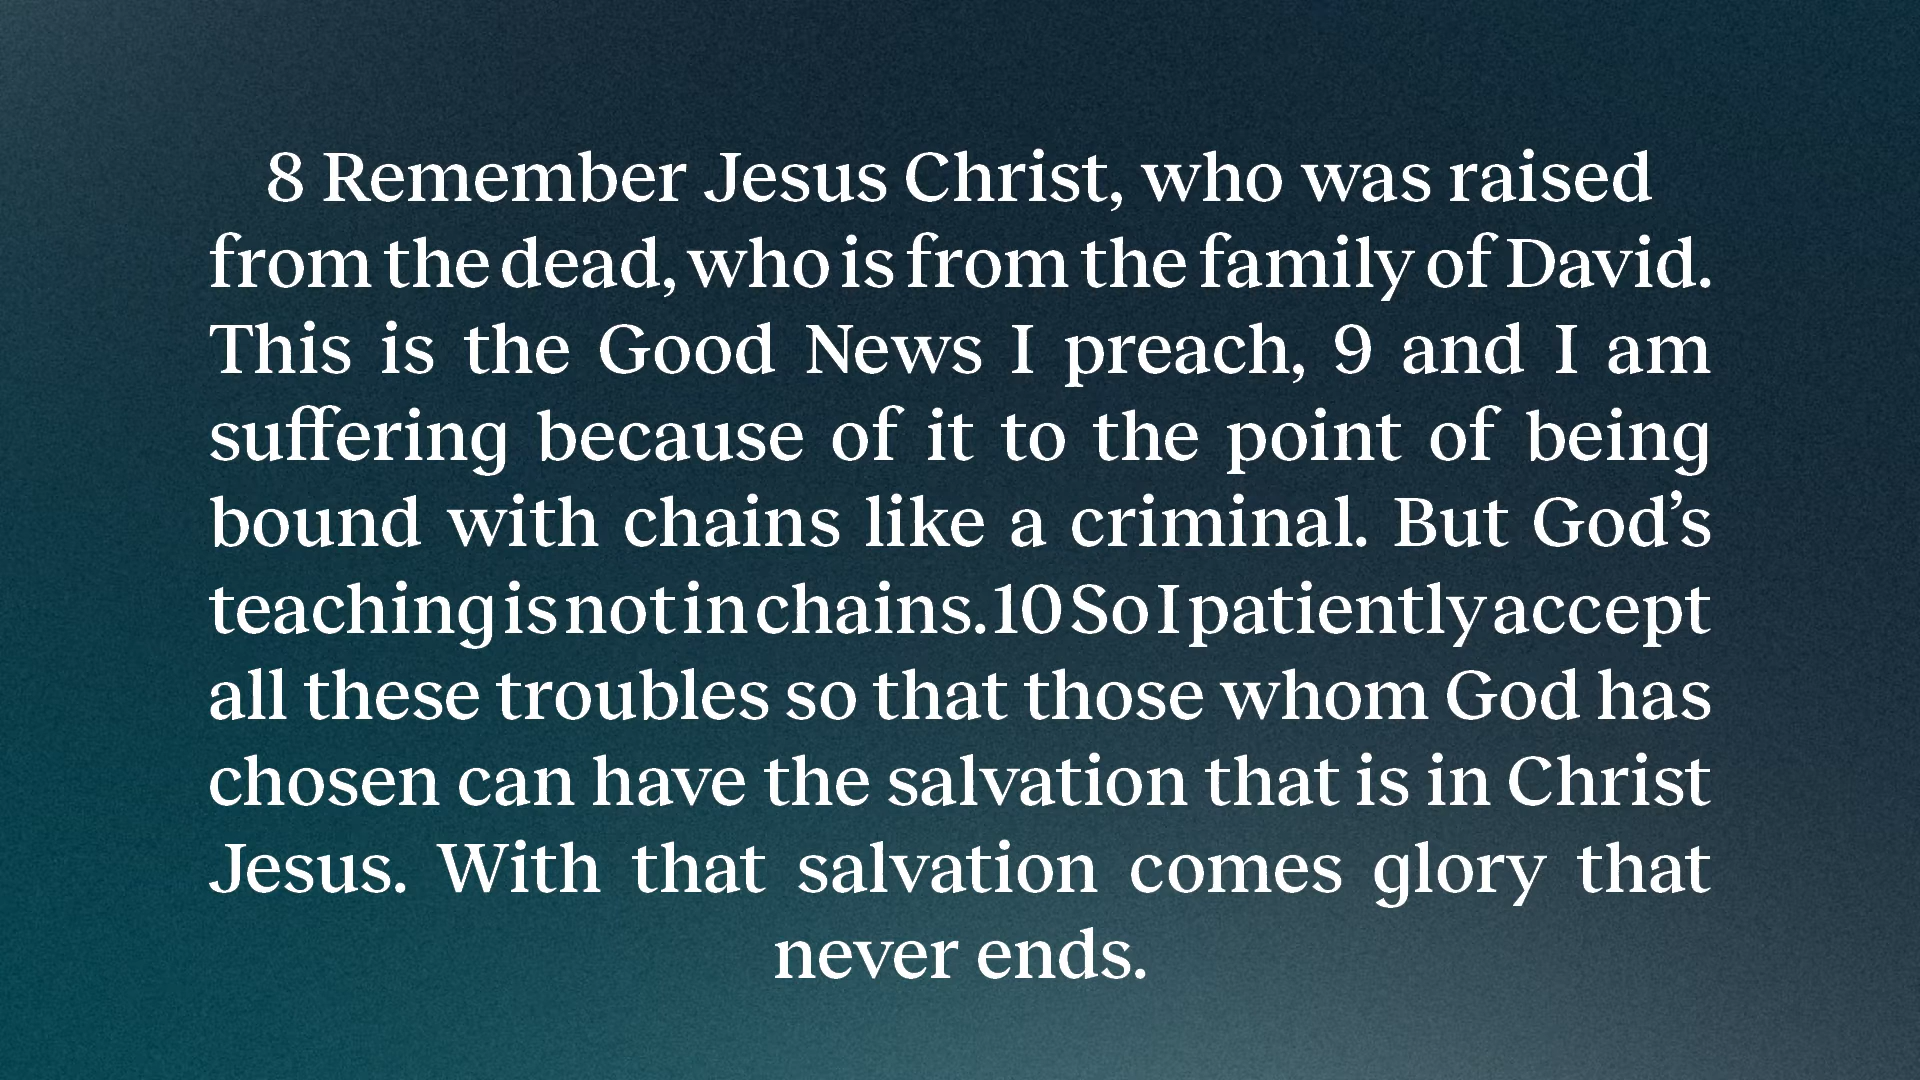 8 Remember Jesus Christ, who was raised
from the dead, who is from the family of David.
This is the Good News I preach, 9 and I am
suffering because of it to the point of being
bound with chains like a criminal. But God’s
teaching is not in chains. 10 So I patiently accept
all these troubles so that those whom God has
chosen can have the salvation that is in Christ
Jesus. With that salvation comes glory that
never ends.